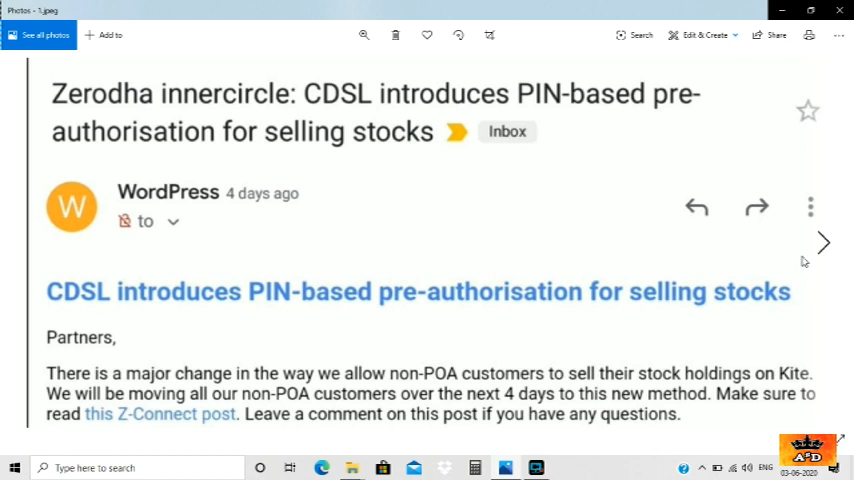 Photos - 1.jpeg
See all photos
Add to
Search
Edit & Create
Share
Zerodha innercircle: CDSL introduces PIN-based pre-
authorisation for selling stocks
Inbox
W
WordPress 4 days ago
to
CDSL introduces PIN-based pre-authorisation for selling stocks
Partners,
There is a major change in the way we allow non-POA customers to sell their stock holdings on Kite.
We will be moving all our non-POA customers over the next 4 days to this new method. Make sure to
read this Z-Connect post. Leave a comment on this post if you have any questions.
ASD
Type here to search
ENG
03-06-2020